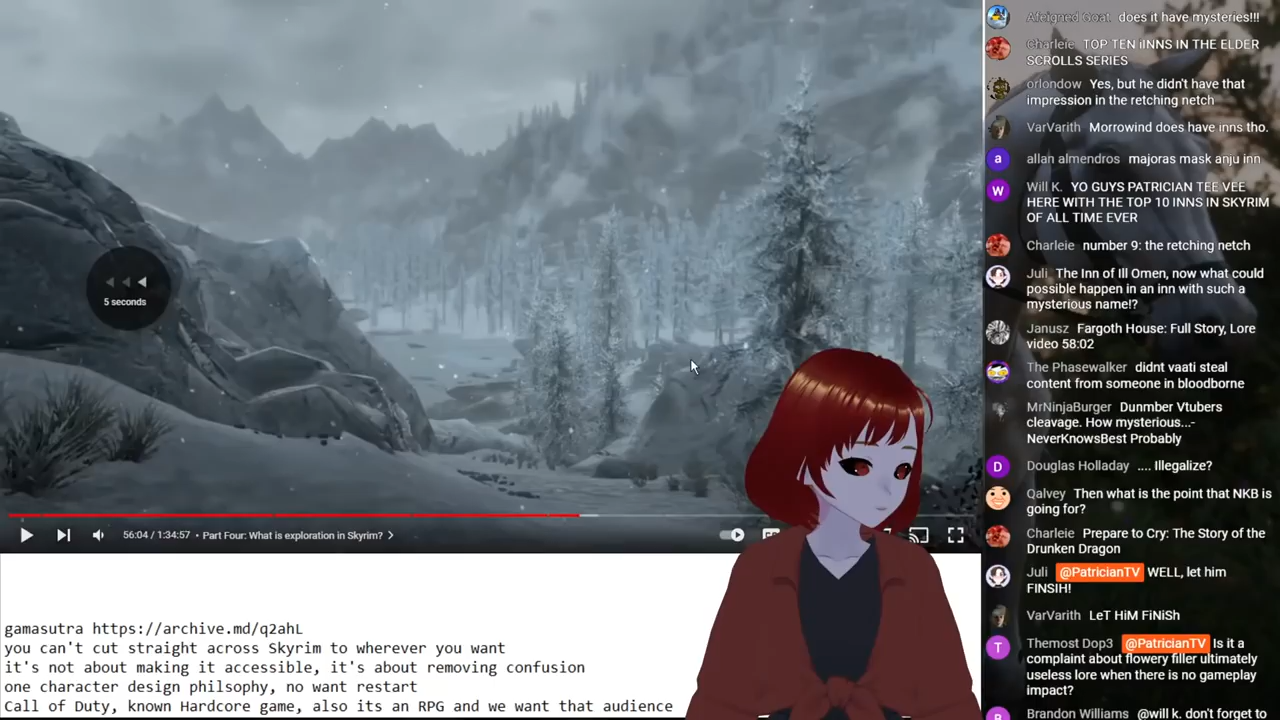 Afeigned Goat. does it have mysteries!!!
Charleie TOP TEN iINNS IN THE ELDER
SCROLLS SERIES
orlondow Yes, but he didn't have that
impression in the retching netch
VarVarith Morrowind does have inns tho.
a
allan almendros majoras mask anju inn
W
Will K. YO GUYS PATRICIAN TEE VEE
HERE WITH THE TOP 10 INNS IN SKYRIM
OF ALL TIME EVER
Charleie number 9: the retching netch
Juli The Inn of Ill Omen, now what could
possible happen in an inn with such a
mysterious name!?
Janusz Fargoth House: Full Story, Lore
video 58:02
The Phasewalker didnt vaati steal
content from someone in bloodborne
MrNinjaBurger Dunmber Vtubers
cleavage. How mysterious...-
NeverKnowsBest Probably
D
Douglas Holladay .... Illegalize?
Qalvey Then what is the point that NKB is
going for?
Charleie Prepare to Cry: The Story of the
Drunken Dragon
Juli @PatricianTV WELL, let him
FINSIH!
VarVarith LeT HiM FiNiSh
T
Themost Dop3 @PatricianTV Is it a
complaint about flowery filler ultimately
useless lore when there is no gameplay
impact?
Brandon Williams @will k. don't forget to
5 seconds
56:04 / 1:34:57 • Part Four: What is exploration in Skyrim?
gamasutra https://archive.md/q2ahL
you can't cut straight across Skyrim to wherever you want
it's not about making it accessible, it's about removing confusion
one character design philsophy, no want restart
Call of Duty, known Hardcore game, also its an RPG and we want that audience